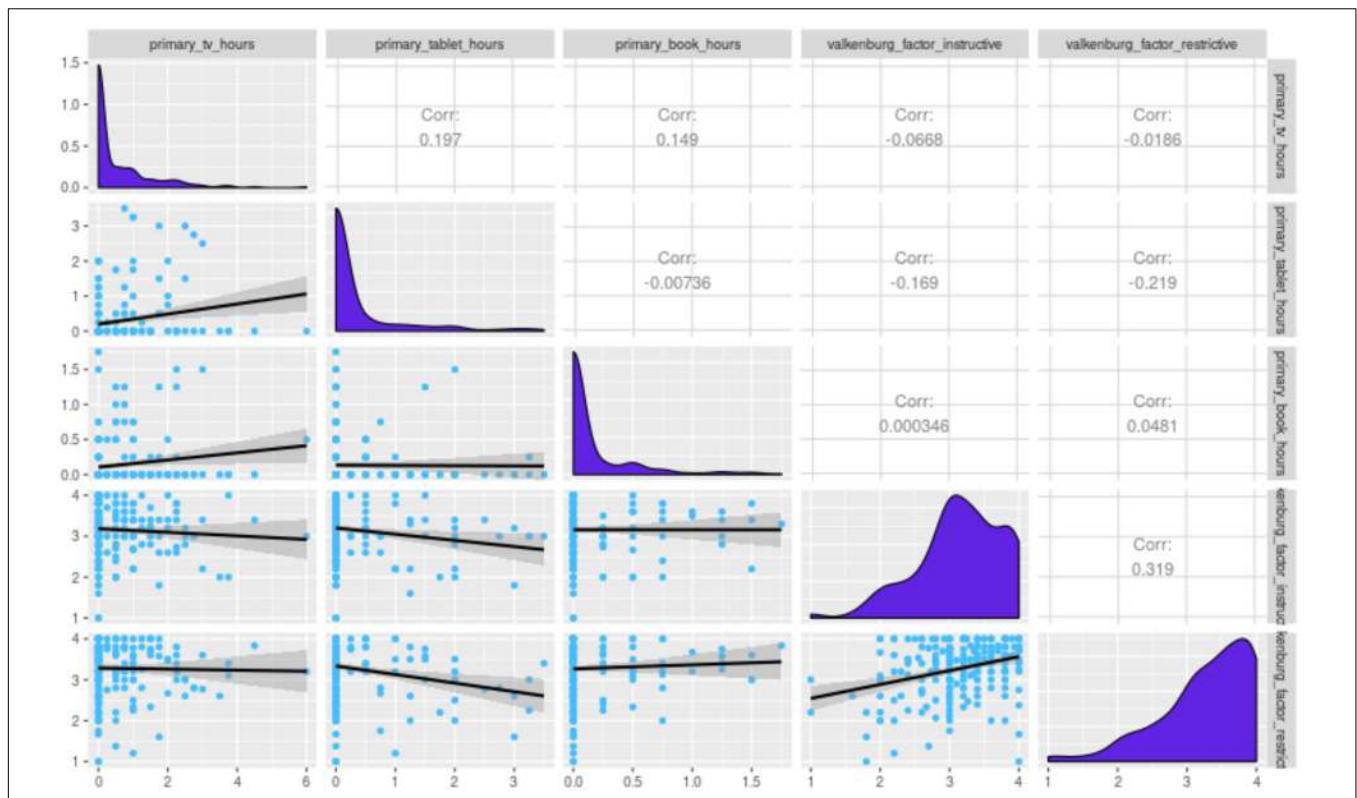 primary_tv_hours
primary_tablet_hours
primary_book_hours
valkenburg_factor_instructive
valkenburg_factor_restrictive
1.5
1.0
0.5
0.0
Corr:
0.197
Corr:
0.149
Corr:
-0.0668
Corr:
-0.0186
primary_tv_hours
3
2
1
0
Corr:
-0.00736
Corr:
-0.169
Corr:
-0.219
primary_tablet_hours
1.5
1.0
0.5
0.0
Corr:
0.000346
Corr:
0.0481
primary_book_hours
4
3
2
1
Corr:
0.319
kenburg_factor_instruc
4
3
2
1
kenburg_factor_restrict
0 2 4 6
0 1 2 3
0.0 0.5 1.0 1.5
1 2 3 4
1 2 3 4